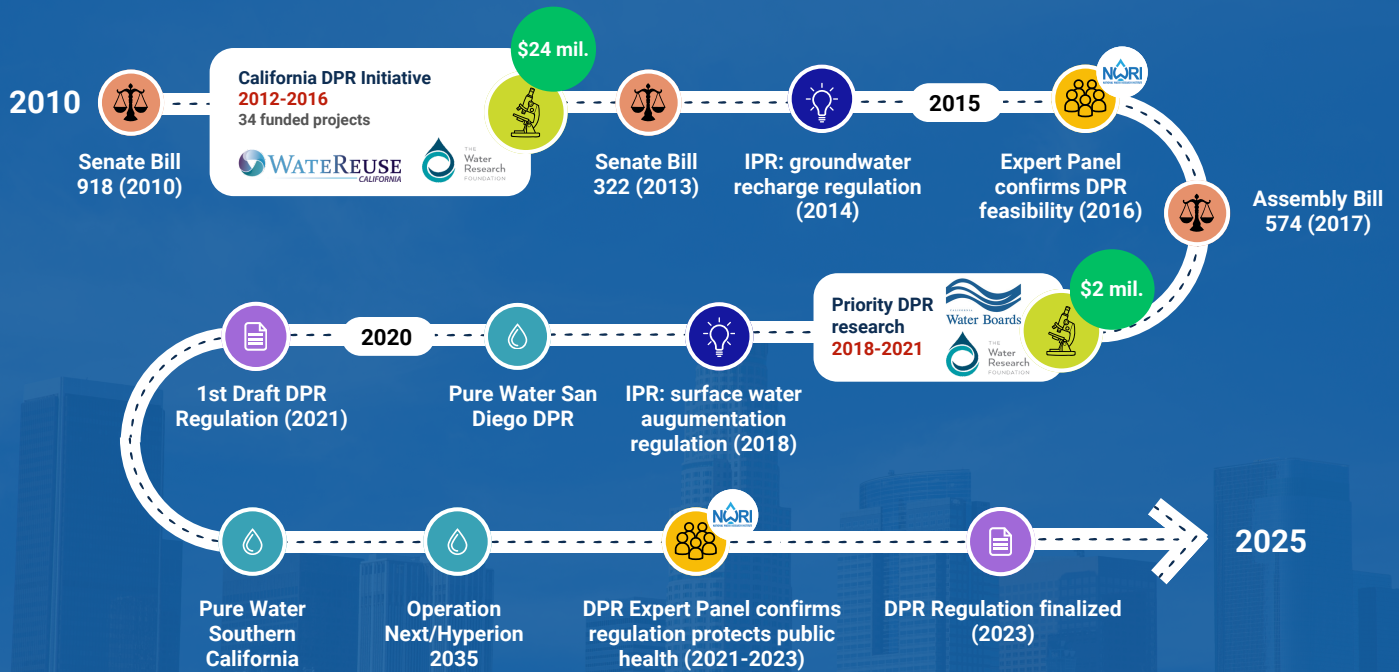 2010
Senate Bill
918 (2010)
California DPR Initiative
2012-2016
34 funded projects
WATEREUSE
CALIFORNIA
THE
Water
Research
FOUNDATION
$24 mil.
Senate Bill
322 (2013)
IPR: groundwater
recharge regulation
(2014)
2015
NWRI
Expert Panel
confirms DPR
feasibility (2016)
Assembly Bill
574 (2017)
$2 mil.
Priority DPR
research
2018-2021
Water Boards
THE
Water
Research
FOUNDATION
IPR: surface water
augumentation
regulation (2018)
Pure Water San
Diego DPR
2020
1st Draft DPR
Regulation (2021)
Pure Water
Southern
California
Operation
Next/Hyperion
2035
NWRI
DPR Expert Panel confirms
regulation protects public
health (2021-2023)
DPR Regulation finalized
(2023)
2025